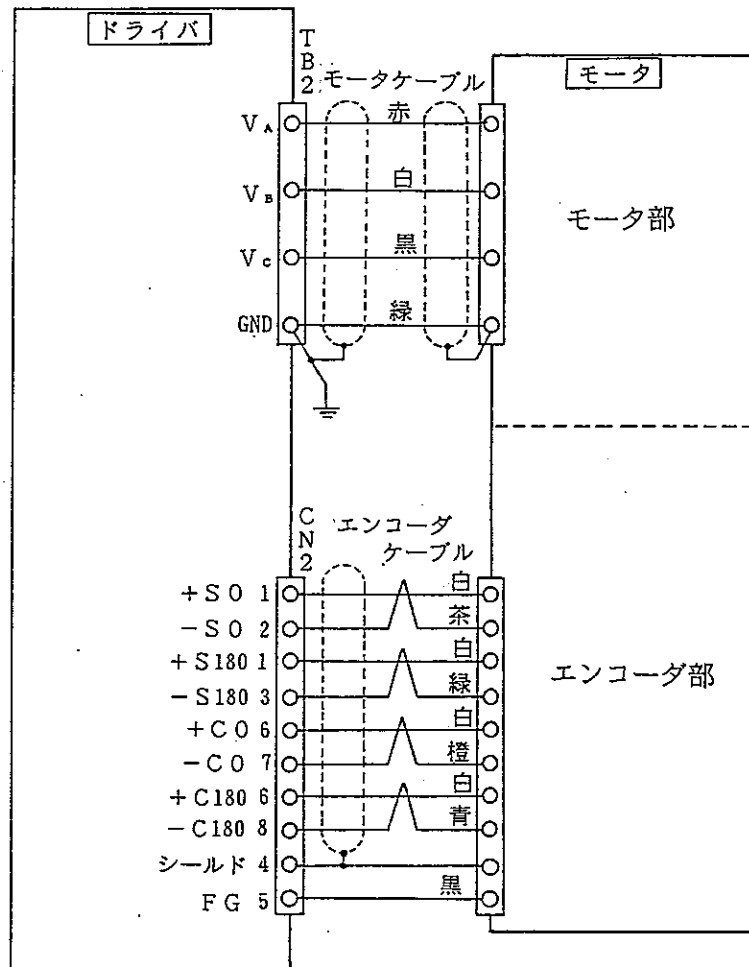 ドライバ
TB2
モータケーブル
モータ
VA
赤
VB
白
モータ部
VC
黒
GND
緑
CN2
エンコーダ
ケーブル
+S0 1
白
-S0 2
茶
+S180 1
白
-S180 3
緑
エンコーダ部
+C0 6
白
-C0 7
橙
+C180 6
白
-C180 8
青
シールド 4
FG 5
黒